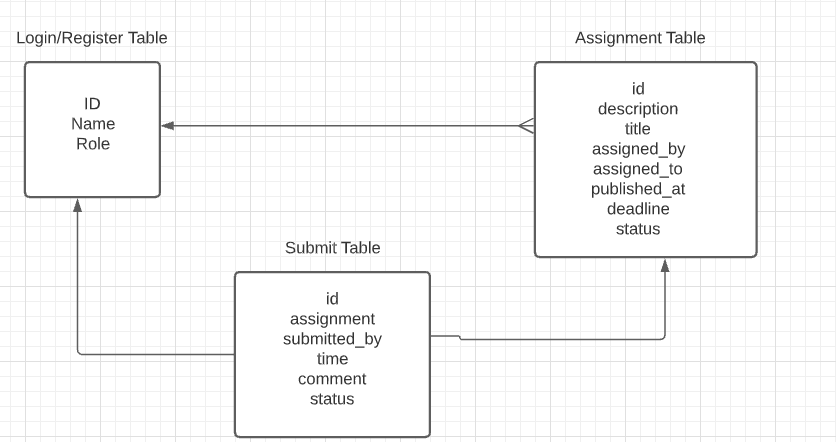 Login/Register Table
ID
Name
Role
Assignment Table
id
description
title
assigned_by
assigned_to
published_at
deadline
status
Submit Table
id
assignment
submitted_by
time
comment
status